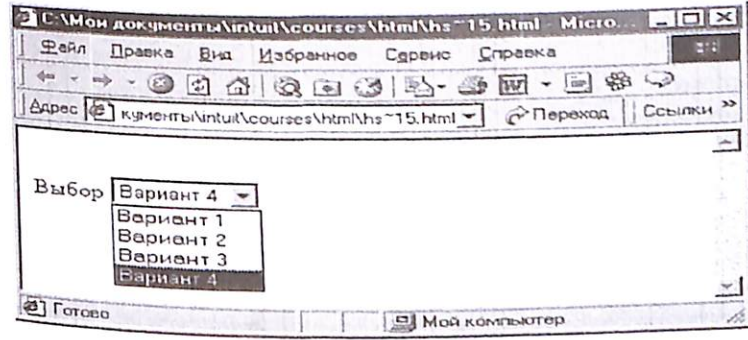 C:\Мои документы\intuit\courses\html\hs~15.html - Micro...
Файл Правка Вид Избранное Сервис Справка
Адрес кументы\intuit\courses\html\hs~15.html Переход Ссылки »
Выбор Вариант 4
Вариант 1
Вариант 2
Вариант 3
Вариант 4
Готово Мой компьютер